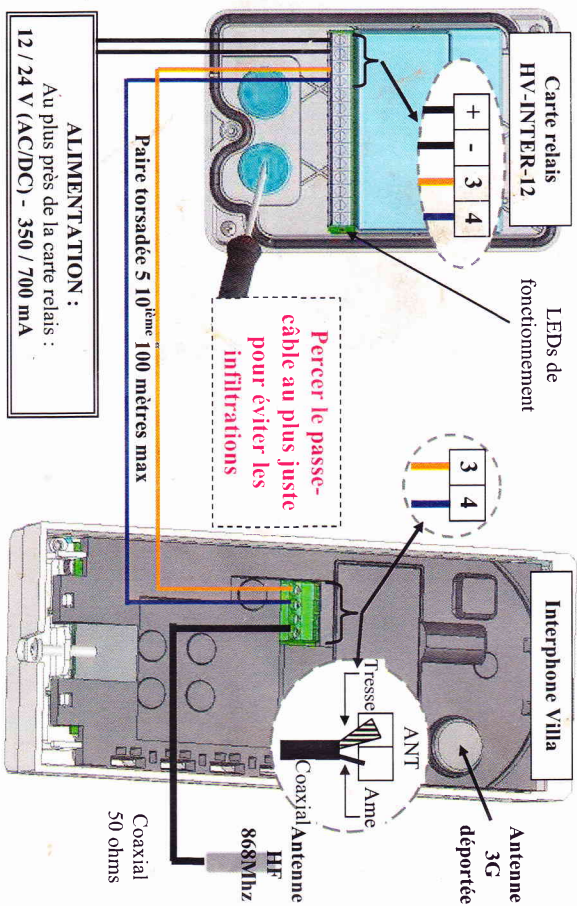 Carte relais
HV-INTER-12
+ - 3 4
LEDs de
fonctionnement
ALIMENTATION :
Au plus près de la carte relais :
12 / 24 V (AC/DC) - 350 / 700 mA
Paire torsadée 5 10ième 100 mètres max
Percer le passe-
câble au plus juste
pour éviter les
infiltrations
3 4
Interphone Villa
ANT
Tresse
Ame
Coaxial
Antenne
3G
déportée
Antenne
HF
868Mhz
Coaxial
50 ohms